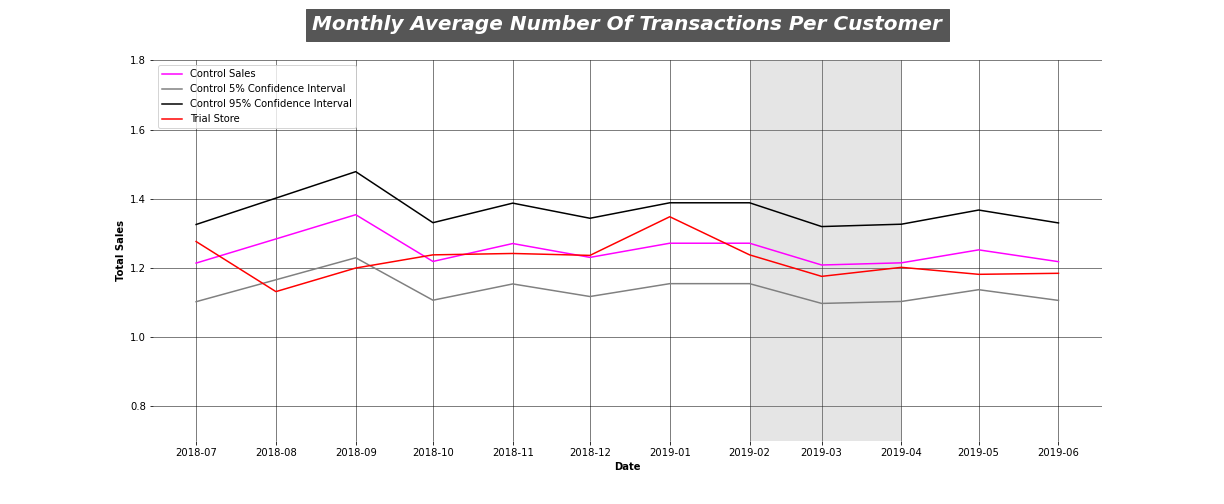 Monthly Average Number Of Transactions Per Customer
Control Sales
Control 5% Confidence Interval
Control 95% Confidence Interval
Trial Store
1.8
1.6
1.4
1.2
1.0
0.8
Total Sales
2018-07 2018-08 2018-09 2018-10 2018-11 2018-12 2019-01 2019-02 2019-03 2019-04 2019-05 2019-06
Date